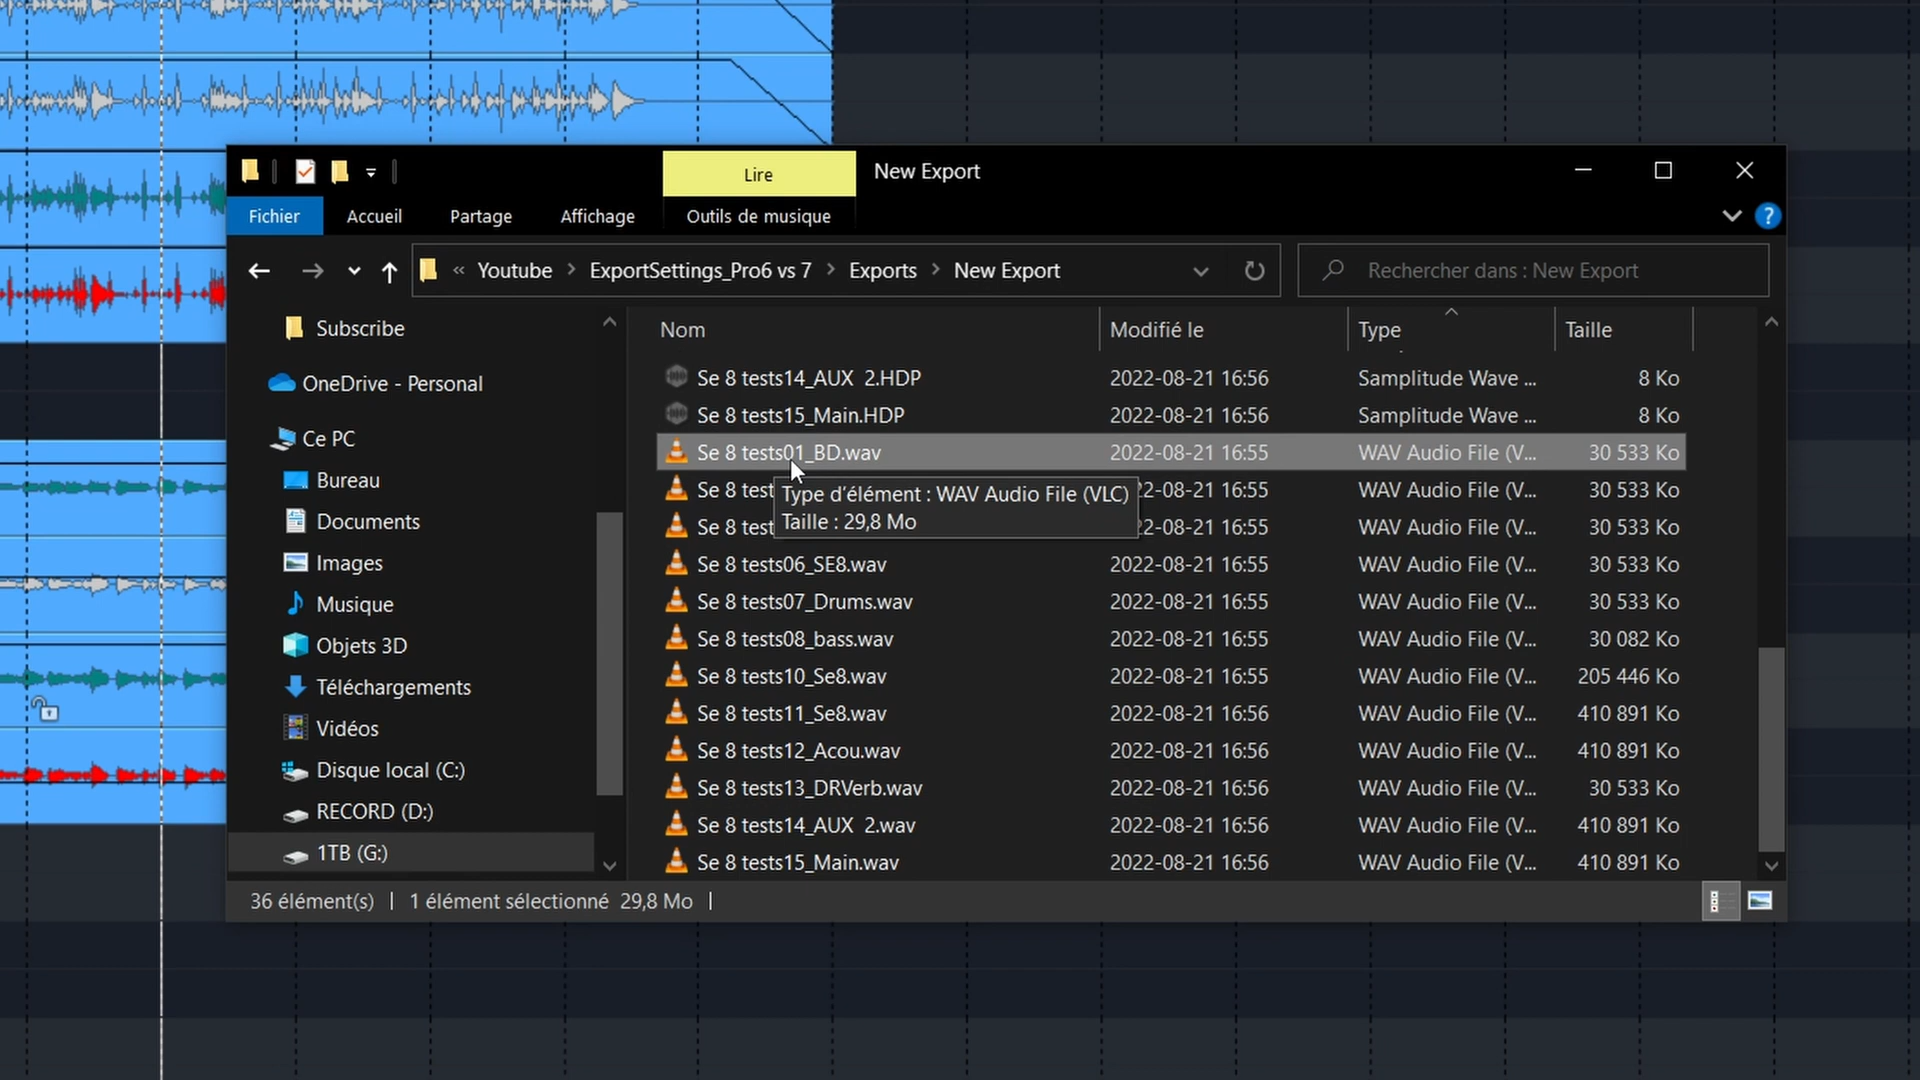 Lire
New Export
Fichier
Accueil
Partage
Affichage
Outils de musique
?
« Youtube > ExportSettings_Pro6 vs 7 > Exports > New Export
Rechercher dans : New Export
Subscribe
OneDrive - Personal
Ce PC
Bureau
Documents
Images
Musique
Objets 3D
Téléchargements
Vidéos
Disque local (C:)
RECORD (D:)
1TB (G:)
Nom Modifié le Type Taille
Se 8 tests14_AUX  2.HDP 2022-08-21 16:56 Samplitude Wave ... 8 Ko
Se 8 tests15_Main.HDP 2022-08-21 16:56 Samplitude Wave ... 8 Ko
Se 8 tests01_BD.wav 2022-08-21 16:55 WAV Audio File (V... 30 533 Ko
Se 8 test 22-08-21 16:55 WAV Audio File (V... 30 533 Ko
Type d'élément : WAV Audio File (VLC)
Taille : 29,8 Mo
Se 8 test 22-08-21 16:55 WAV Audio File (V... 30 533 Ko
Se 8 tests06_SE8.wav 2022-08-21 16:55 WAV Audio File (V... 30 533 Ko
Se 8 tests07_Drums.wav 2022-08-21 16:55 WAV Audio File (V... 30 533 Ko
Se 8 tests08_bass.wav 2022-08-21 16:55 WAV Audio File (V... 30 082 Ko
Se 8 tests10_Se8.wav 2022-08-21 16:55 WAV Audio File (V... 205 446 Ko
Se 8 tests11_Se8.wav 2022-08-21 16:56 WAV Audio File (V... 410 891 Ko
Se 8 tests12_Acou.wav 2022-08-21 16:56 WAV Audio File (V... 410 891 Ko
Se 8 tests13_DRVerb.wav 2022-08-21 16:56 WAV Audio File (V... 30 533 Ko
Se 8 tests14_AUX  2.wav 2022-08-21 16:56 WAV Audio File (V... 410 891 Ko
Se 8 tests15_Main.wav 2022-08-21 16:56 WAV Audio File (V... 410 891 Ko
36 élément(s) | 1 élément sélectionné 29,8 Mo |